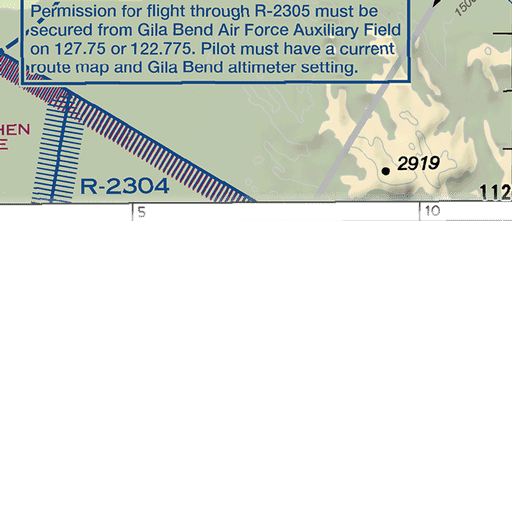 1500
Permission for flight through R-2305 must be
secured from Gila Bend Air Force Auxiliary Field
on 127.75 or 122.775. Pilot must have a current
route map and Gila Bend altimeter setting.
HEN
E
2919
R-2304
112
5
10